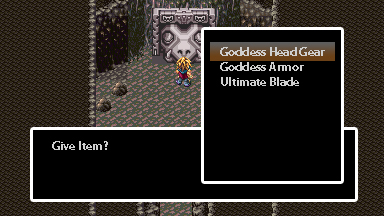 Goddess Head Gear
Goddess Armor
Ultimate Blade
Give Item?